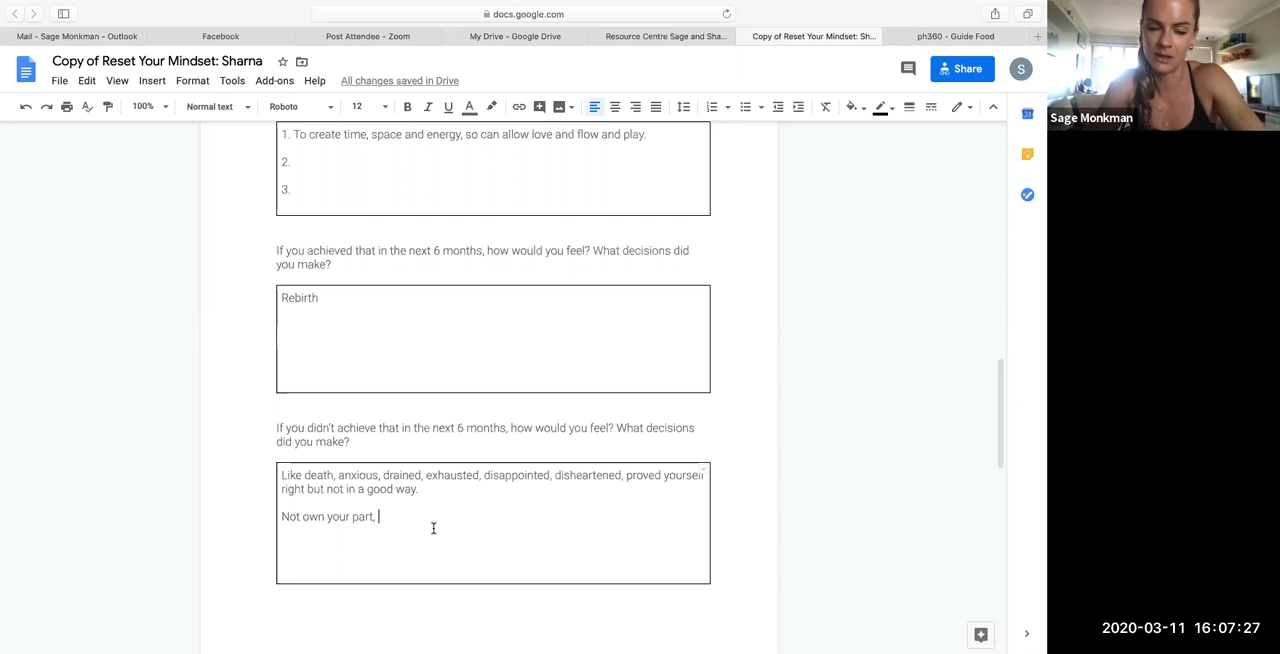 docs.google.com
Mail - Sage Monkman - Outlook
Facebook
Post Attendee - Zoom
My Drive - Google Drive
Resource Centre Sage and Sha...
Copy of Reset Your Mindset: Sh...
ph360 - Guide Food
Copy of Reset Your Mindset: Sharna
File Edit View Insert Format Tools Add-ons Help All changes saved in Drive
Share
S
100% Normal text Roboto 12 B I U A
31
Sage Monkman
1. To create time, space and energy, so can allow love and flow and play.
2.
3.
If you achieved that in the next 6 months, how would you feel? What decisions did
you make?
Rebirth
If you didn't achieve that in the next 6 months, how would you feel? What decisions
did you make?
Like death, anxious, drained, exhausted, disappointed, disheartened, proved yourself
right but not in a good way.
Not own your part,
2020-03-11 16:07:27